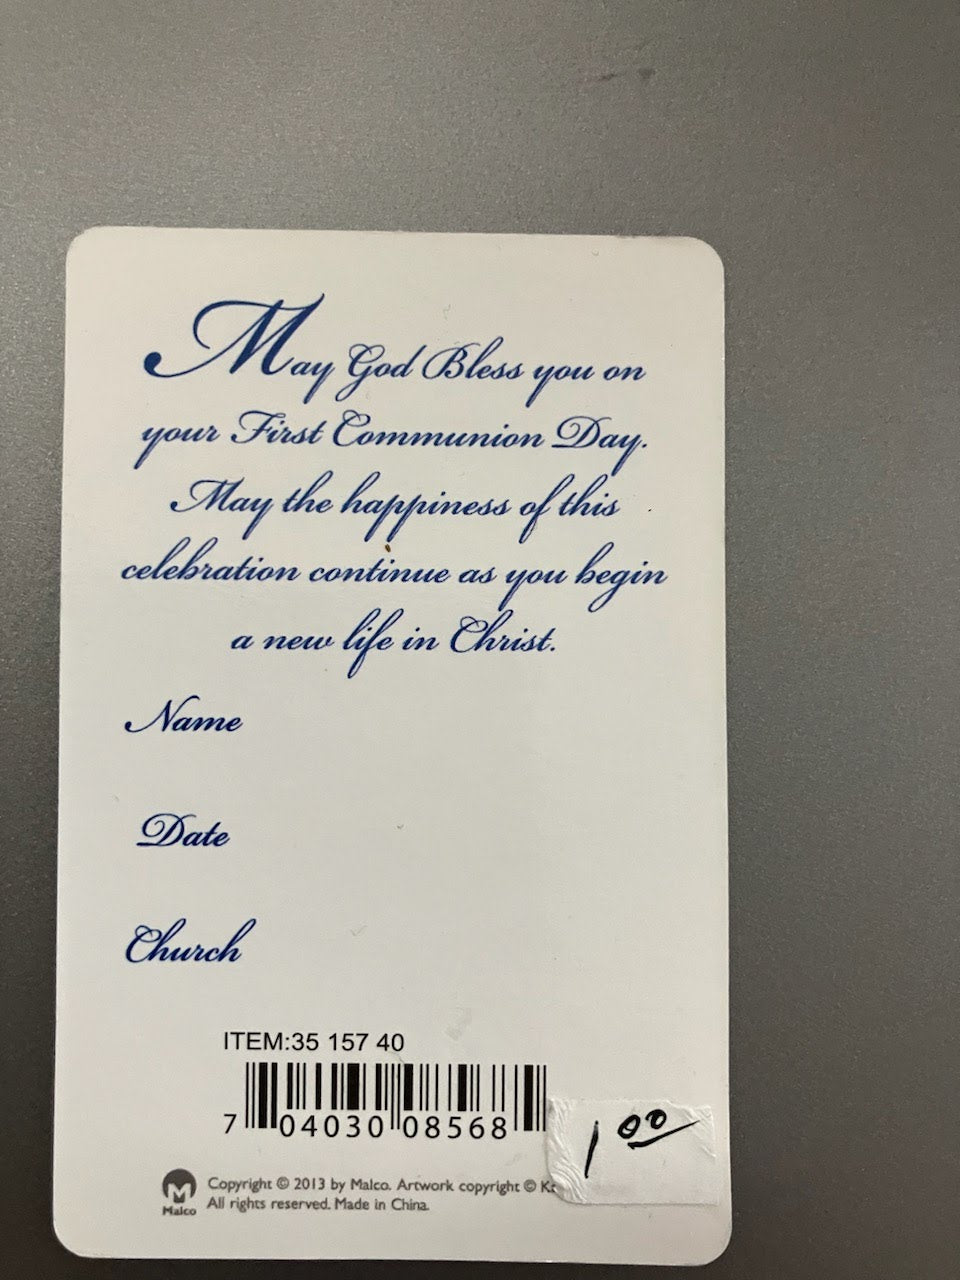 May God Bless you on
your First Communion Day.
May the happiness of this
celebration continue as you begin
a new life in Christ.
Name
Date
Church
ITEM:35 157 40
7 04030 08568
1 00
Malco
Copyright © 2013 by Malco. Artwork copyright ©
All rights reserved. Made in China.